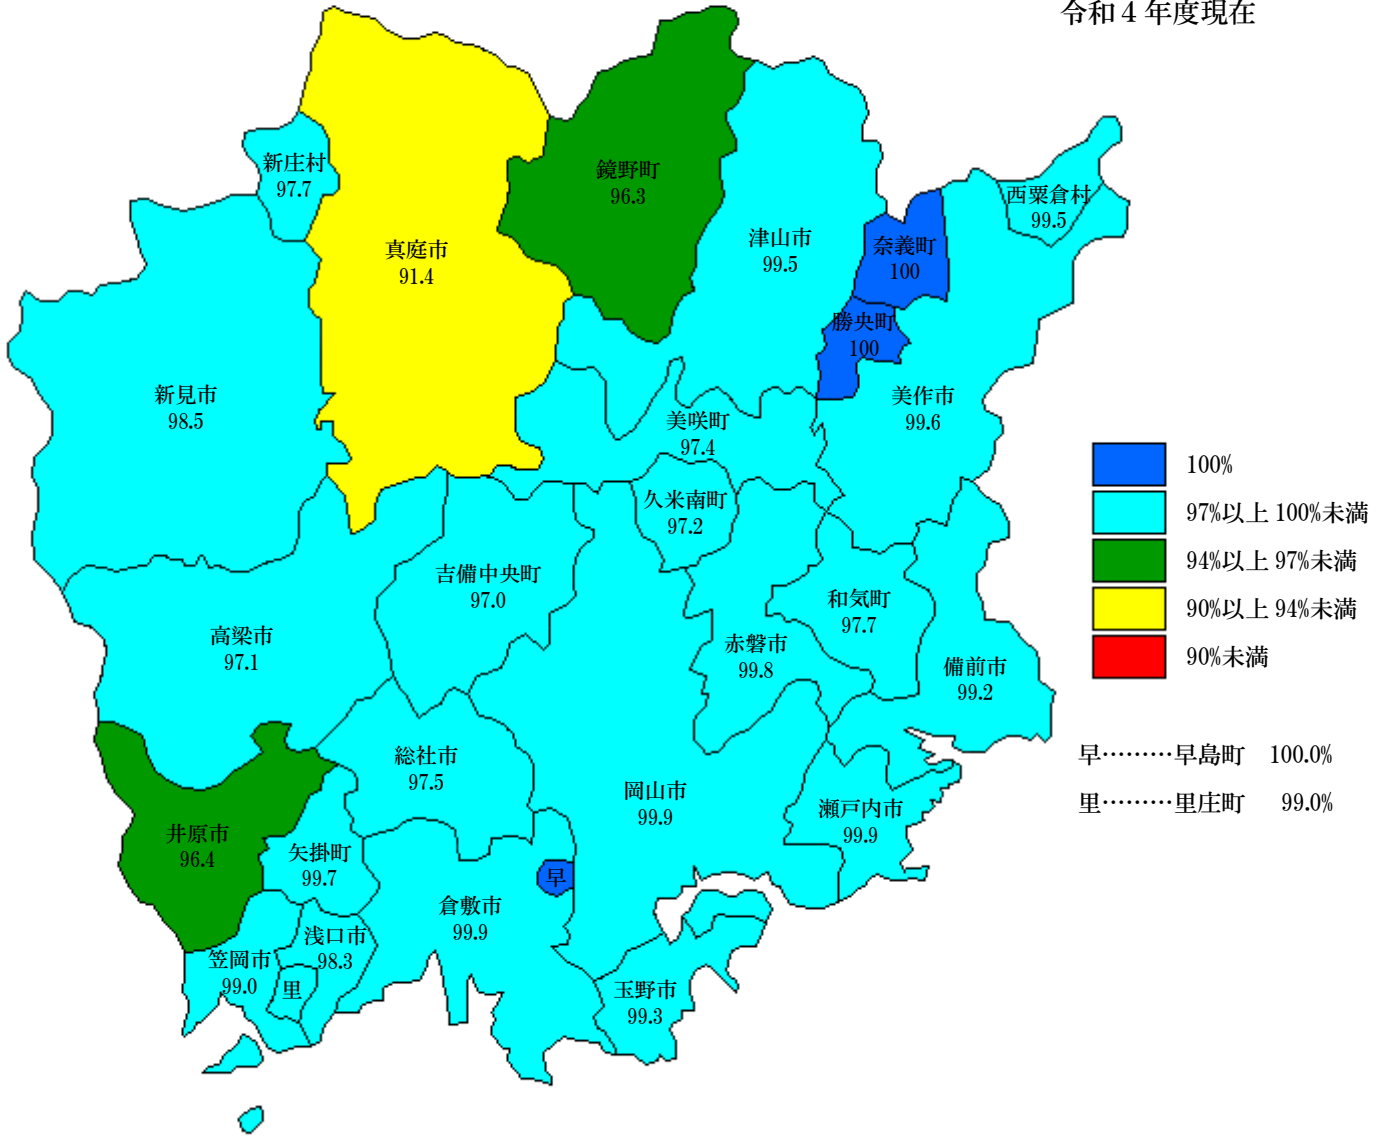 令和４年度現在
新庄村
97.7
鏡野町
96.3
西粟倉村
99.5
真庭市
91.4
津山市
99.5
奈義町
100
勝央町
100
新見市
98.5
美作市
99.6
美咲町
97.4
久米南町
97.2
吉備中央町
97.0
和気町
97.7
高梁市
97.1
赤磐市
99.8
備前市
99.2
総社市
97.5
岡山市
99.9
瀬戸内市
99.9
井原市
96.4
矢掛町
99.7
早
倉敷市
99.9
浅口市
98.3
笠岡市
99.0
里
玉野市
99.3
100%
97%以上 100%未満
94%以上 97%未満
90%以上 94%未満
90%未満
早………早島町 100.0%
里………里庄町 99.0%